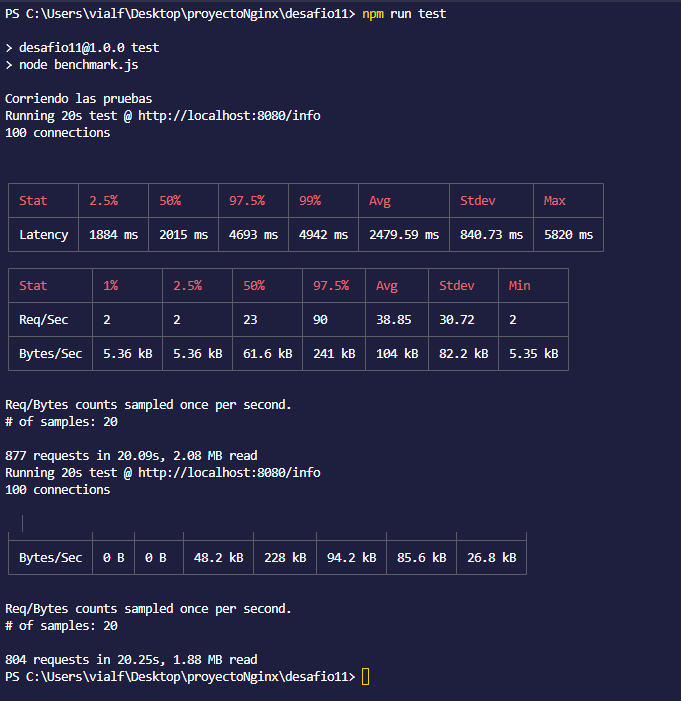 PS C:\Users\vialf\Desktop\proyectoNginx\desafio11> npm run test
> desafio11@1.0.0 test
> node benchmark.js
Corriendo las pruebas
Running 20s test @ http://localhost:8080/info
100 connections
Stat 2.5% 50% 97.5% 99% Avg Stdev Max
Latency 1884 ms 2015 ms 4693 ms 4942 ms 2479.59 ms 840.73 ms 5820 ms
Stat 1% 2.5% 50% 97.5% Avg Stdev Min
Req/Sec 2 2 23 90 38.85 30.72 2
Bytes/Sec 5.36 kB 5.36 kB 61.6 kB 241 kB 104 kB 82.2 kB 5.35 kB
Req/Bytes counts sampled once per second.
# of samples: 20
877 requests in 20.09s, 2.08 MB read
Running 20s test @ http://localhost:8080/info
100 connections
Bytes/Sec 0 B 0 B 48.2 kB 228 kB 94.2 kB 85.6 kB 26.8 kB
Req/Bytes counts sampled once per second.
# of samples: 20
804 requests in 20.25s, 1.88 MB read
PS C:\Users\vialf\Desktop\proyectoNginx\desafio11>